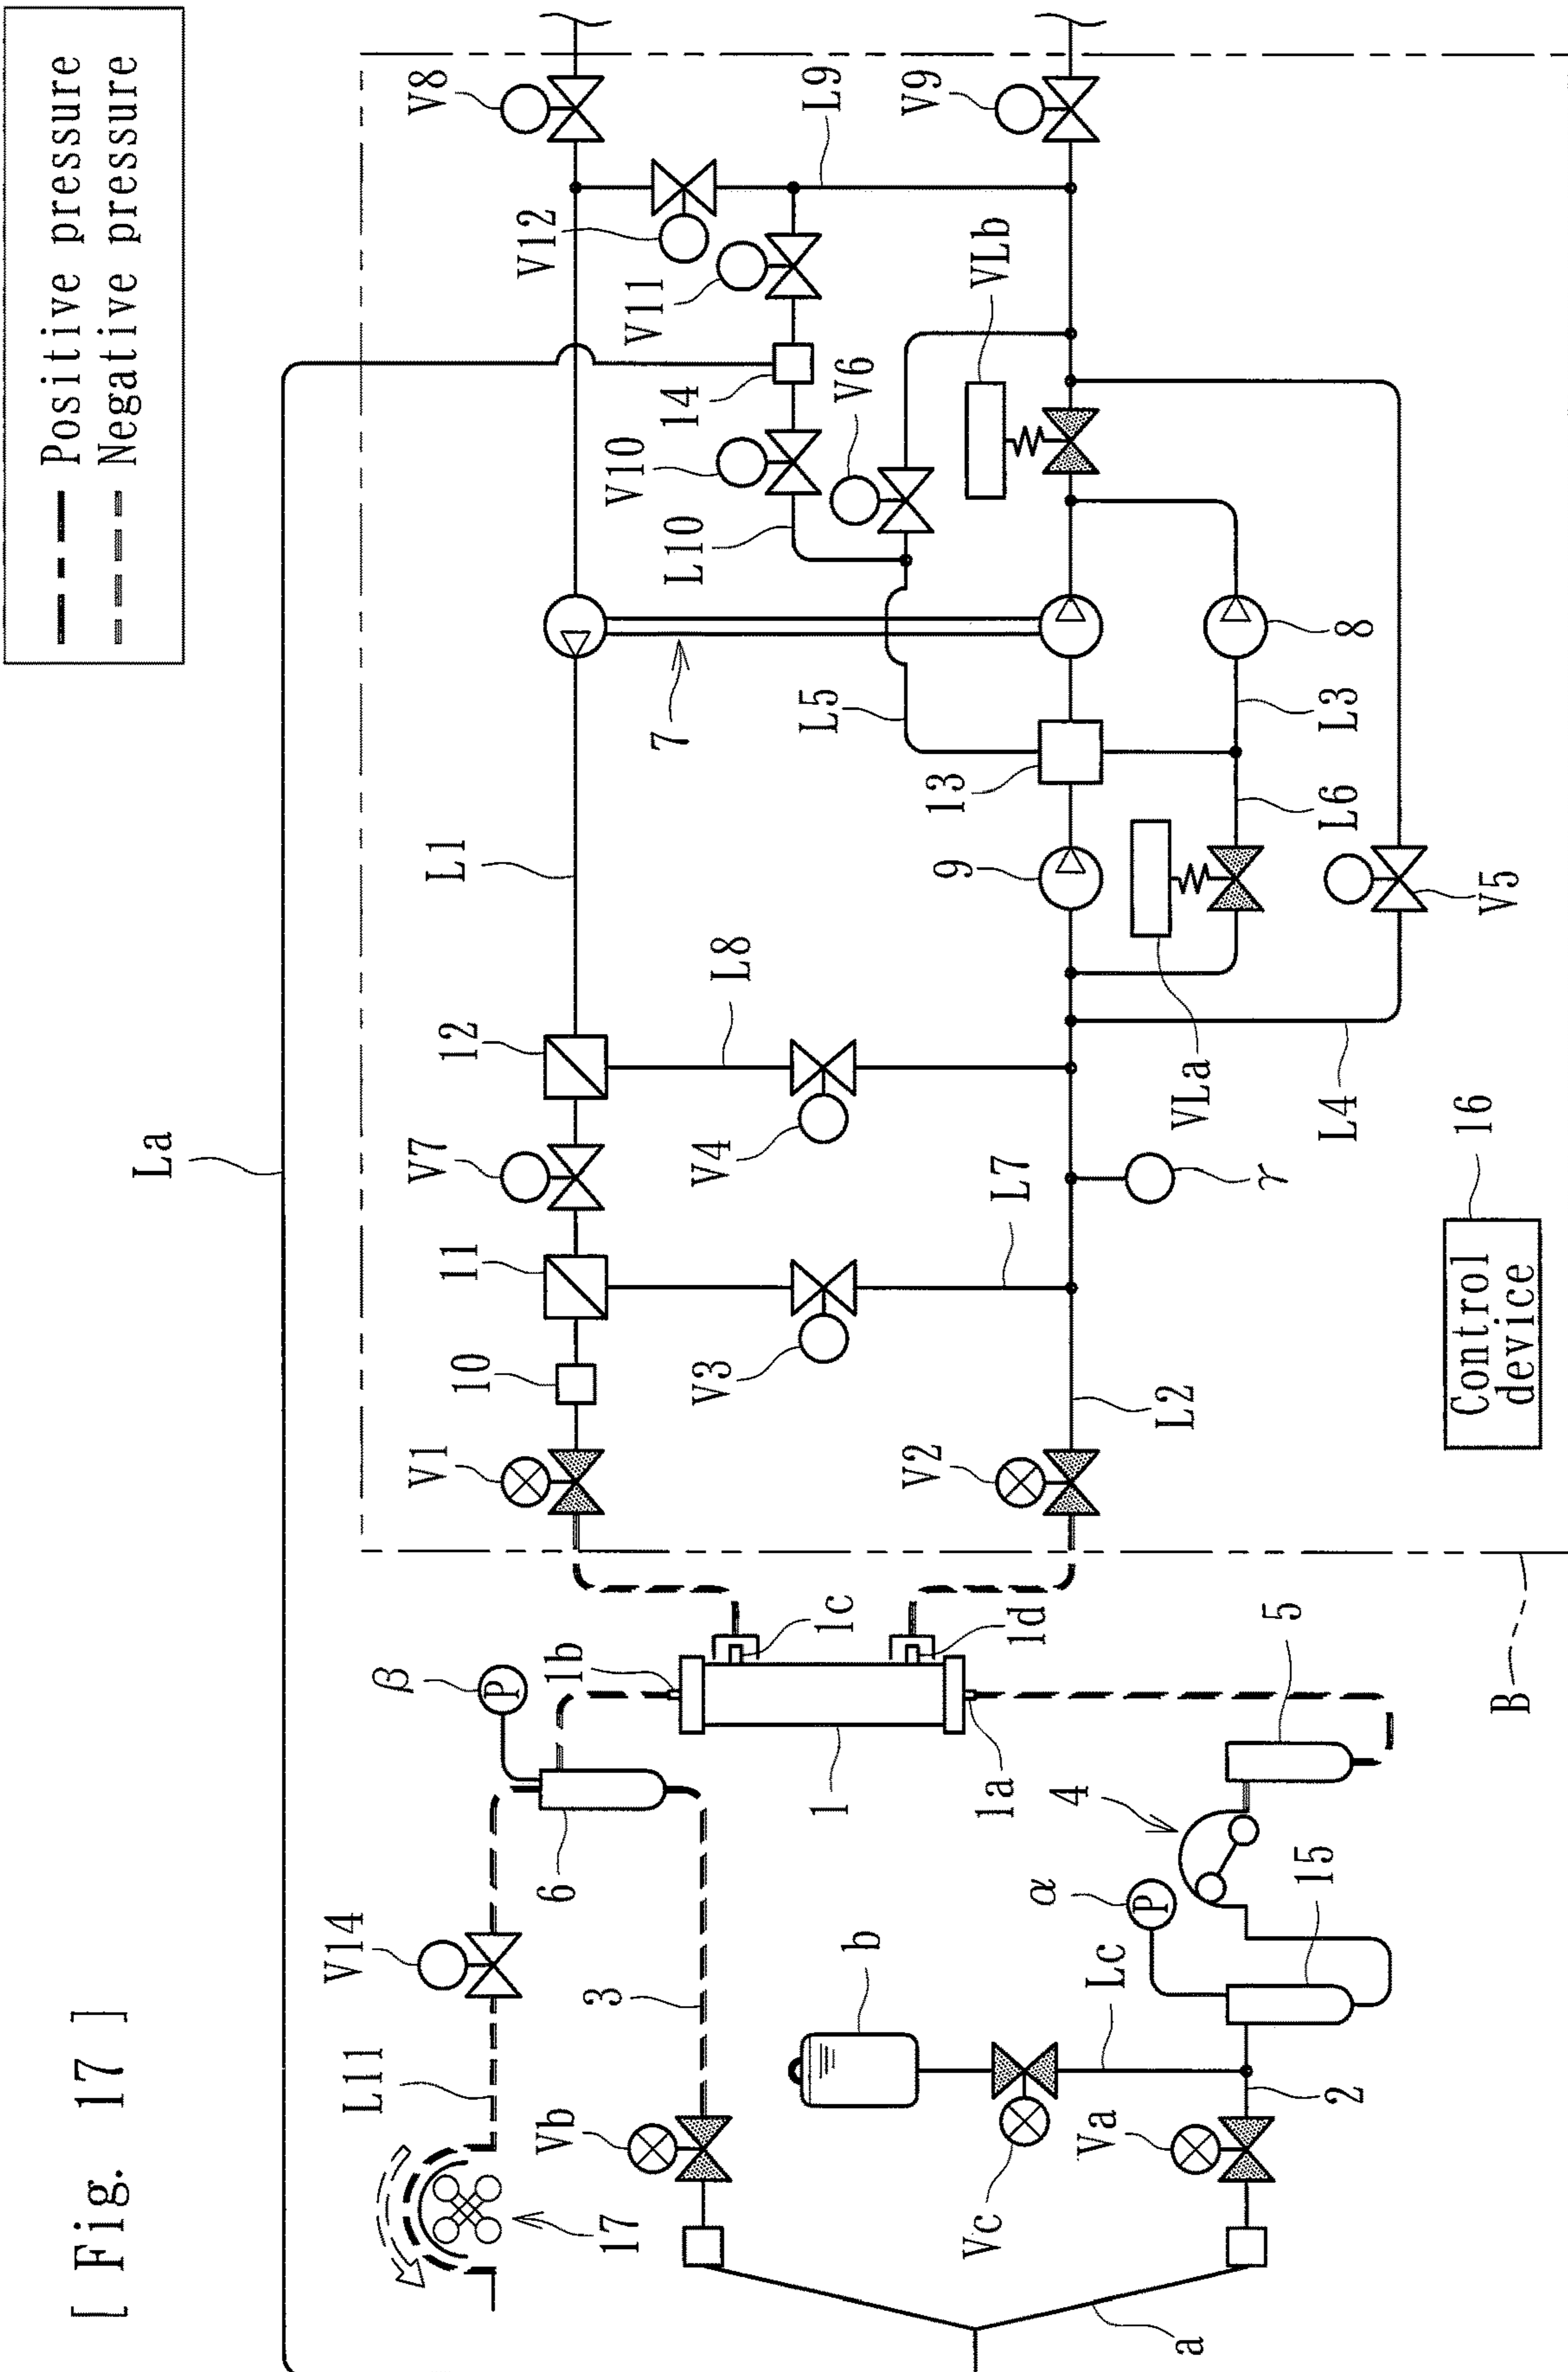 [ Fig. 17 ]
Positive pressure
Negative pressure
La
V8
V9
L9
V12
V11
VLb
14
V6
V10
L10
7
L5
8
L3
13
L6
L1
9
V5
L8
12
VLa
L4
V4
V7
L7
γ
16
Control
device
11
V3
10
L2
V1
V2
1c
1d
5
β
P
1b
B
1
1a
4
6
α
P
15
V14
b
Lc
3
L11
Vb
2
Va
Vc
17
a